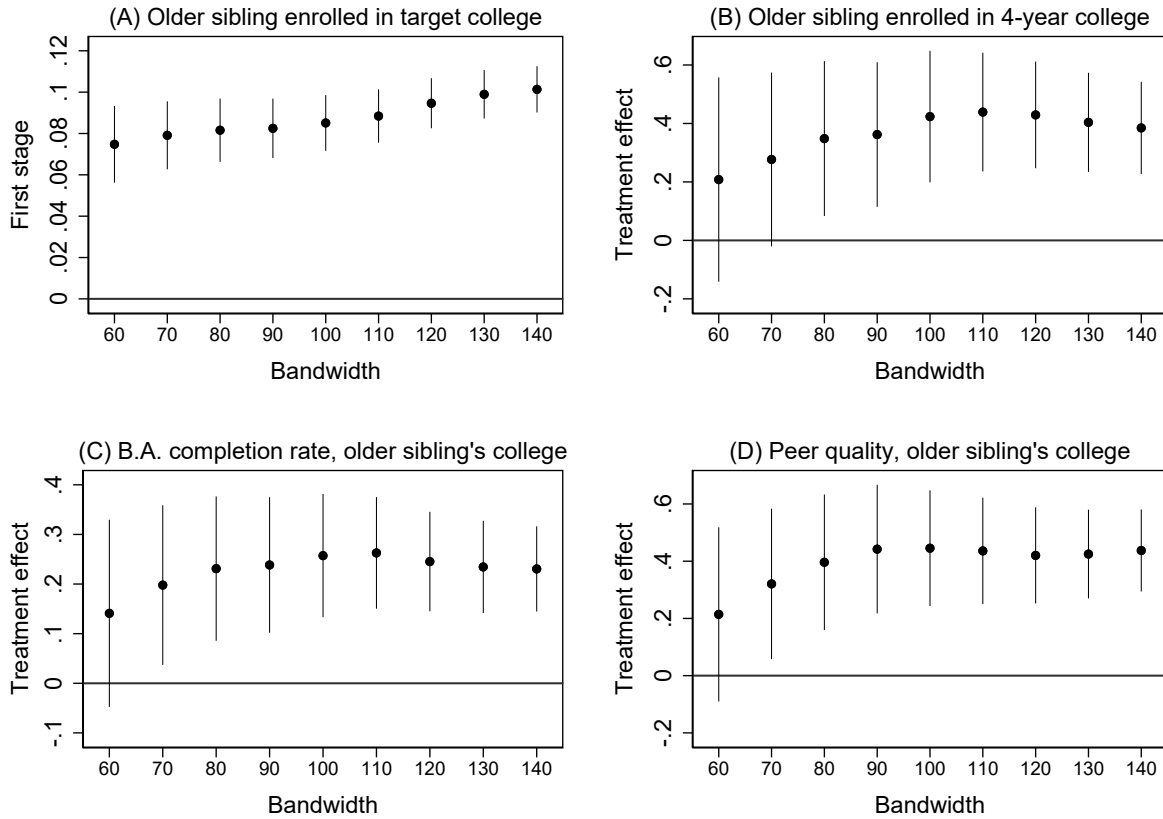 (A) Older sibling enrolled in target college
First stage
.12
.1
.08
.06
.04
.02
0
60 70 80 90 100 110 120 130 140
Bandwidth
(B) Older sibling enrolled in 4-year college
Treatment effect
.6
.4
.2
0
-.2
60 70 80 90 100 110 120 130 140
Bandwidth
(C) B.A. completion rate, older sibling's college
Treatment effect
.4
.3
.2
.1
0
-.1
60 70 80 90 100 110 120 130 140
Bandwidth
(D) Peer quality, older sibling's college
Treatment effect
.6
.4
.2
0
-.2
60 70 80 90 100 110 120 130 140
Bandwidth